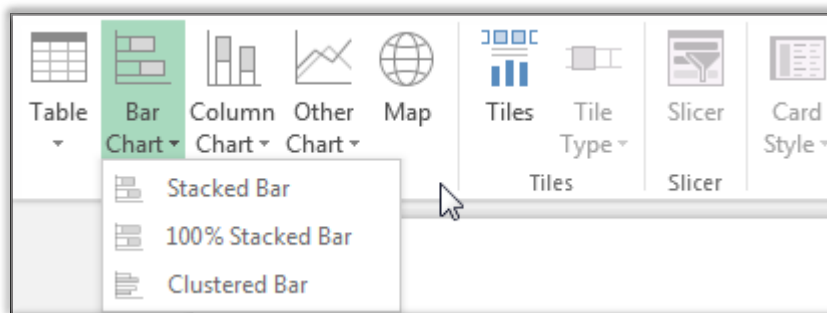 Table
Bar
Chart
Column
Chart
Other
Chart
Map
Tiles
Tile
Type
Slicer
Card
Style
Tiles
Slicer
Stacked Bar
100% Stacked Bar
Clustered Bar